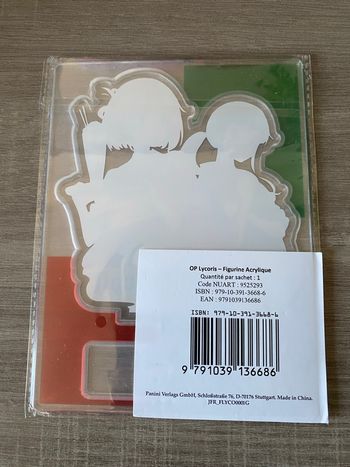 OP Lycoris – Figurine Acrylique
Quantité par sachet : 1
Code NUART : 9525293
ISBN : 979-10-391-3668-6
EAN : 9791039136686
ISBN: 979-10-391-3668-6
9 791039 136686
Panini Verlags GmbH, Schloßstraße 76, D-70176 Stuttgart. Made in China.
JFR_FLYCO0001G